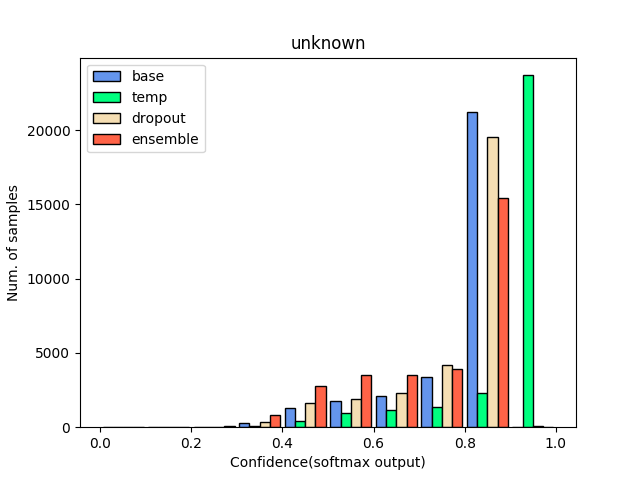 unknown
base
temp
dropout
ensemble
Num. of samples
20000
15000
10000
5000
0
0.0 0.2 0.4 0.6 0.8 1.0
Confidence(softmax output)